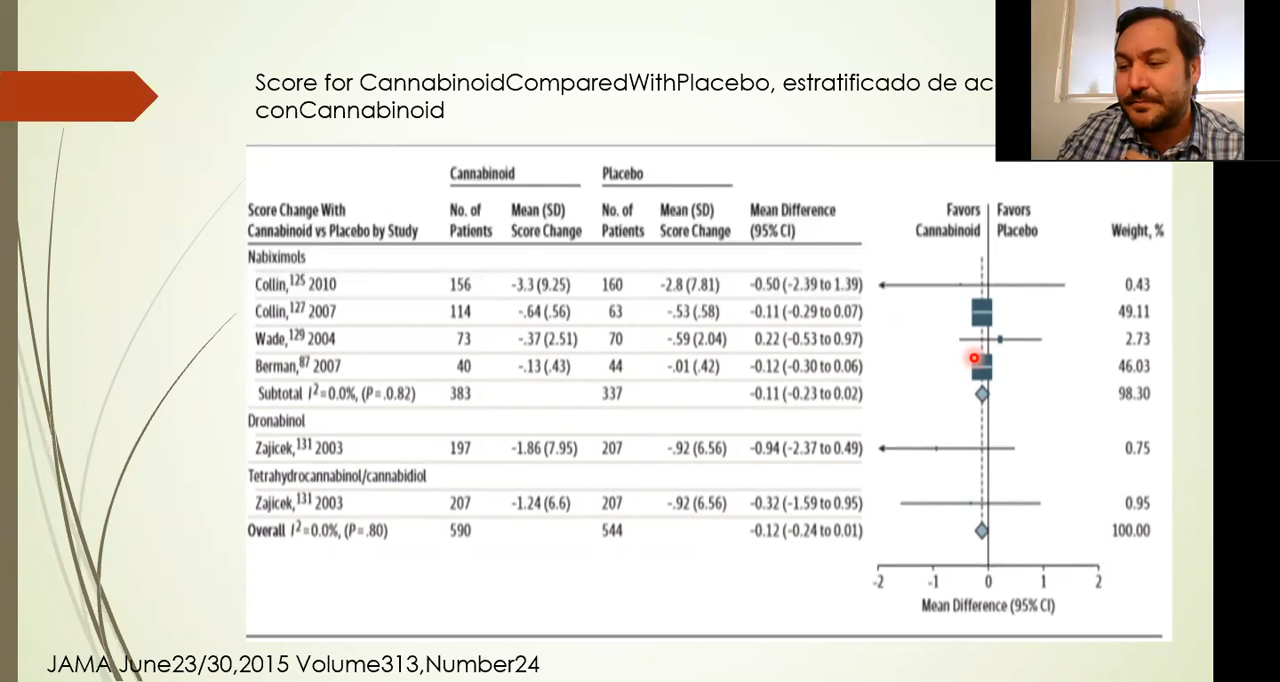 Score for CannabinoidComparedWithPlacebo, estratificado de ac
conCannabinoid
Cannabinoid Placebo
Score Change With No. of Mean (SD) No. of Mean (SD) Mean Difference Favors Favors
Cannabinoid vs Placebo by Study Patients Score Change Patients Score Change (95% CI) Cannabinoid Placebo Weight, %
Nabiximols
Collin,125 2010 156 -3.3 (9.25) 160 -2.8 (7.81) -0.50 (-2.39 to 1.39) 0.43
Collin,127 2007 114 -.64 (.56) 63 -.53 (.58) -0.11 (-0.29 to 0.07) 49.11
Wade,129 2004 73 -.37 (2.51) 70 -.59 (2.04) 0.22 (-0.53 to 0.97) 2.73
Berman,87 2007 40 -.13 (.43) 44 -.01 (.42) -0.12 (-0.30 to 0.06) 46.03
Subtotal I2=0.0%, (P=.0.82) 383 337 -0.11 (-0.23 to 0.02) 98.30
Dronabinol
Zajicek,131 2003 197 -1.86 (7.95) 207 -.92 (6.56) -0.94 (-2.37 to 0.49) 0.75
Tetrahydrocannabinol/cannabidiol
Zajicek,131 2003 207 -1.24 (6.6) 207 -.92 (6.56) -0.32 (-1.59 to 0.95) 0.95
Overall I2=0.0%, (P=.80) 590 544 -0.12 (-0.24 to 0.01) 100.00
-2 -1 0 1 2
Mean Difference (95% CI)
JAMA June23/30,2015 Volume313,Number24